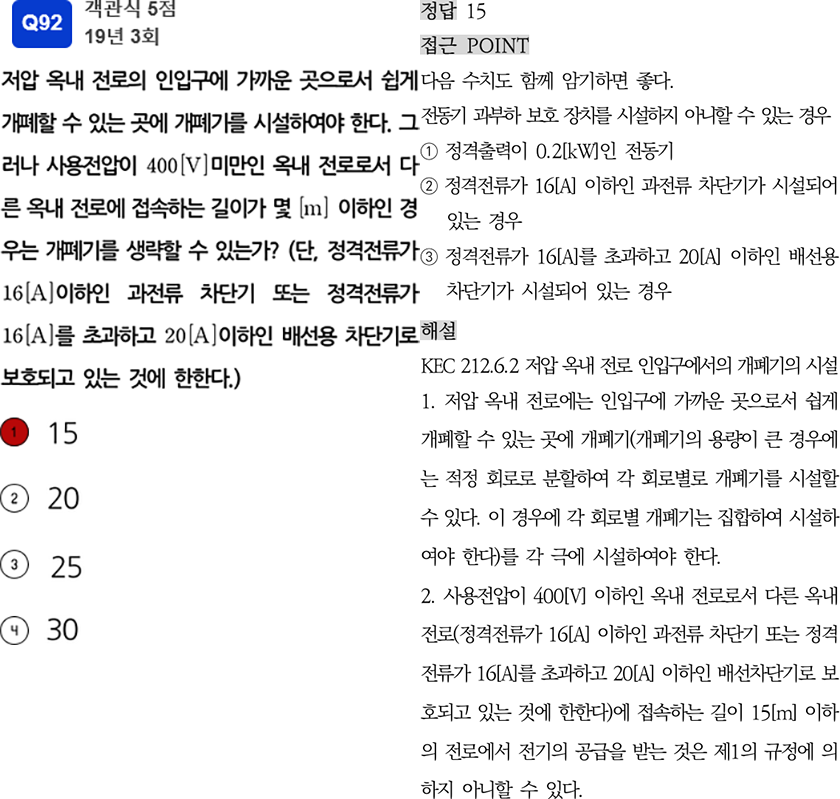 Q92
객관식 5점
19년 3회
저압 옥내 전로의 인입구에 가까운 곳으로서 쉽게
개폐할 수 있는 곳에 개폐기를 시설하여야 한다. 그
러나 사용전압이 400[V]미만인 옥내 전로로서 다
른 옥내 전로에 접속하는 길이가 몇 [m] 이하인 경
우는 개폐기를 생략할 수 있는가? (단, 정격전류가
16[A]이하인 과전류 차단기 또는 정격전류가
16[A]를 초과하고 20[A]이하인 배선용 차단기로
보호되고 있는 것에 한한다.)
1 15
2 20
3 25
4 30
정답 15
접근 POINT
다음 수치도 함께 암기하면 좋다.
전동기 과부하 보호 장치를 시설하지 아니할 수 있는 경우
① 정격출력이 0.2[kW]인 전동기
② 정격전류가 16[A] 이하인 과전류 차단기가 시설되어
있는 경우
③ 정격전류가 16[A]를 초과하고 20[A] 이하인 배선용
차단기가 시설되어 있는 경우
해설
KEC 212.6.2 저압 옥내 전로 인입구에서의 개폐기의 시설
1. 저압 옥내 전로에는 인입구에 가까운 곳으로서 쉽게
개폐할 수 있는 곳에 개폐기(개폐기의 용량이 큰 경우에
는 적정 회로로 분할하여 각 회로별로 개폐기를 시설할
수 있다. 이 경우에 각 회로별 개폐기는 집합하여 시설하
여야 한다)를 각 극에 시설하여야 한다.
2. 사용전압이 400[V] 이하인 옥내 전로로서 다른 옥내
전로(정격전류가 16[A] 이하인 과전류 차단기 또는 정격
전류가 16[A]를 초과하고 20[A] 이하인 배선차단기로 보
호되고 있는 것에 한한다)에 접속하는 길이 15[m] 이하
의 전로에서 전기의 공급을 받는 것은 제1의 규정에 의
하지 아니할 수 있다.